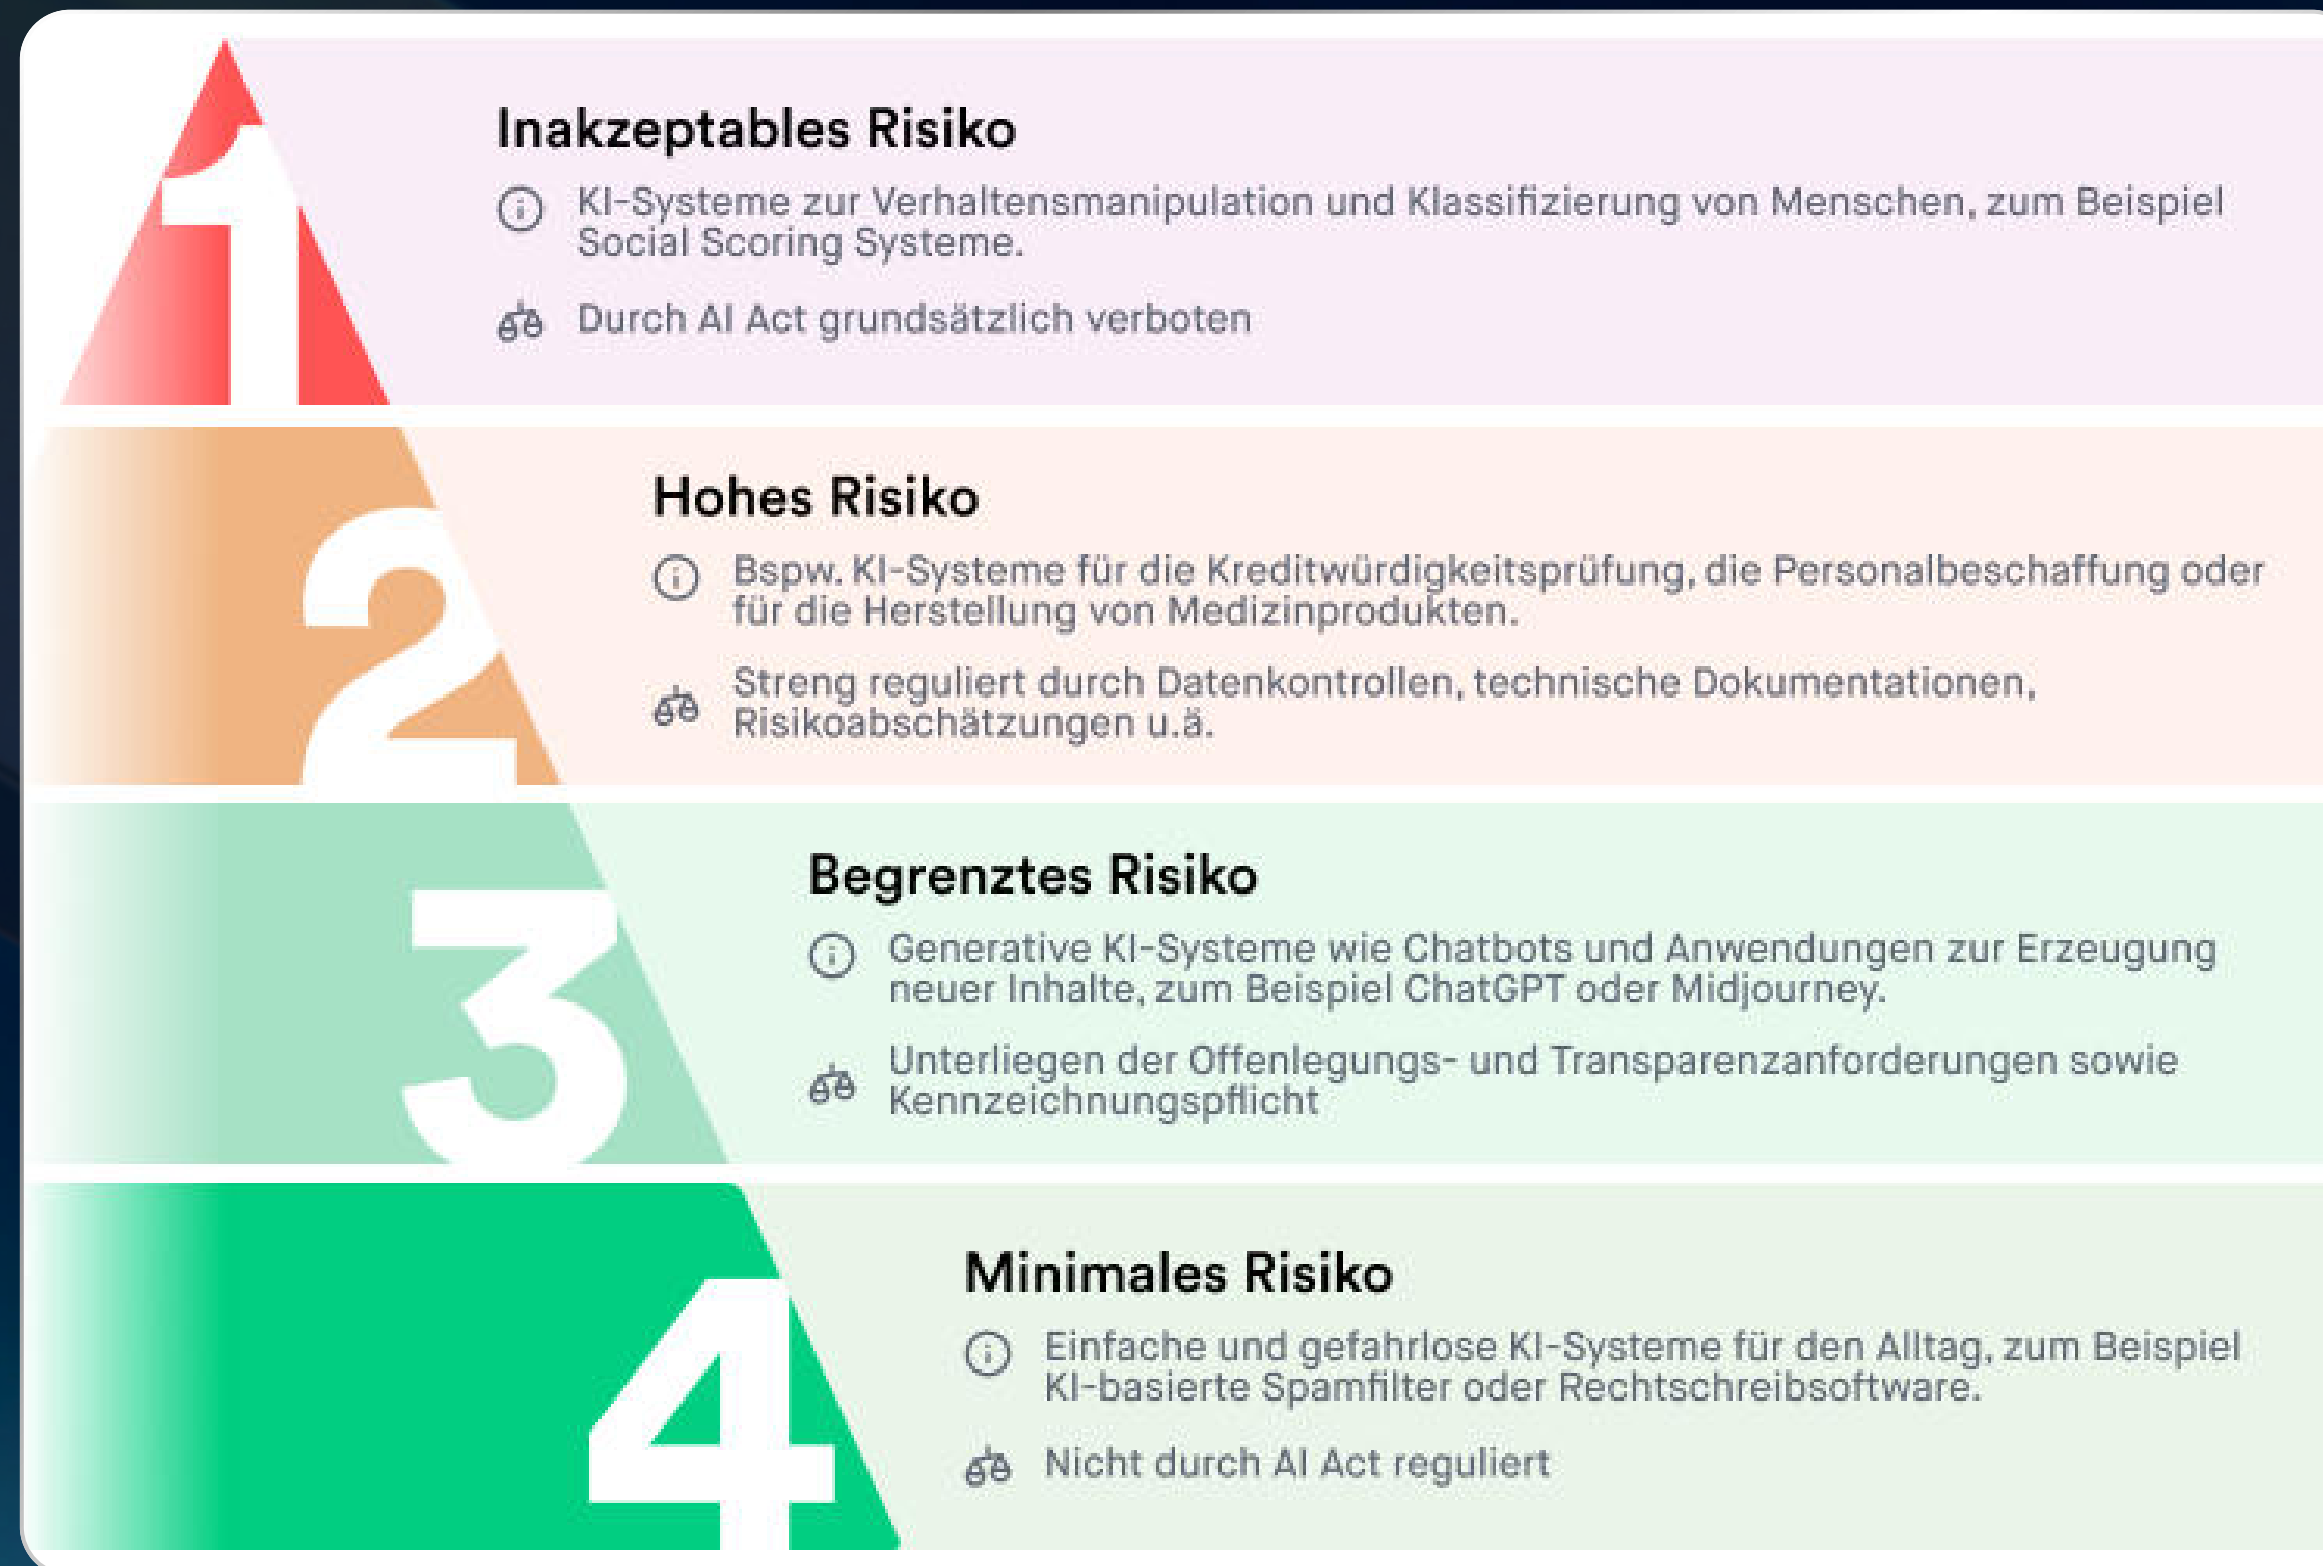 1
Inakzeptables Risiko
KI-Systeme zur Verhaltensmanipulation und Klassifizierung von Menschen, zum Beispiel
Social Scoring Systeme.
Durch AI Act grundsätzlich verboten
2
Hohes Risiko
Bspw. KI-Systeme für die Kreditwürdigkeitsprüfung, die Personalbeschaffung oder
für die Herstellung von Medizinprodukten.
Streng reguliert durch Datenkontrollen, technische Dokumentationen,
Risikoabschätzungen u.ä.
3
Begrenztes Risiko
Generative KI-Systeme wie Chatbots und Anwendungen zur Erzeugung
neuer Inhalte, zum Beispiel ChatGPT oder Midjourney.
Unterliegen der Offenlegungs- und Transparenzanforderungen sowie
Kennzeichnungspflicht
4
Minimales Risiko
Einfache und gefahrlose KI-Systeme für den Alltag, zum Beispiel
KI-basierte Spamfilter oder Rechtschreibsoftware.
Nicht durch AI Act reguliert